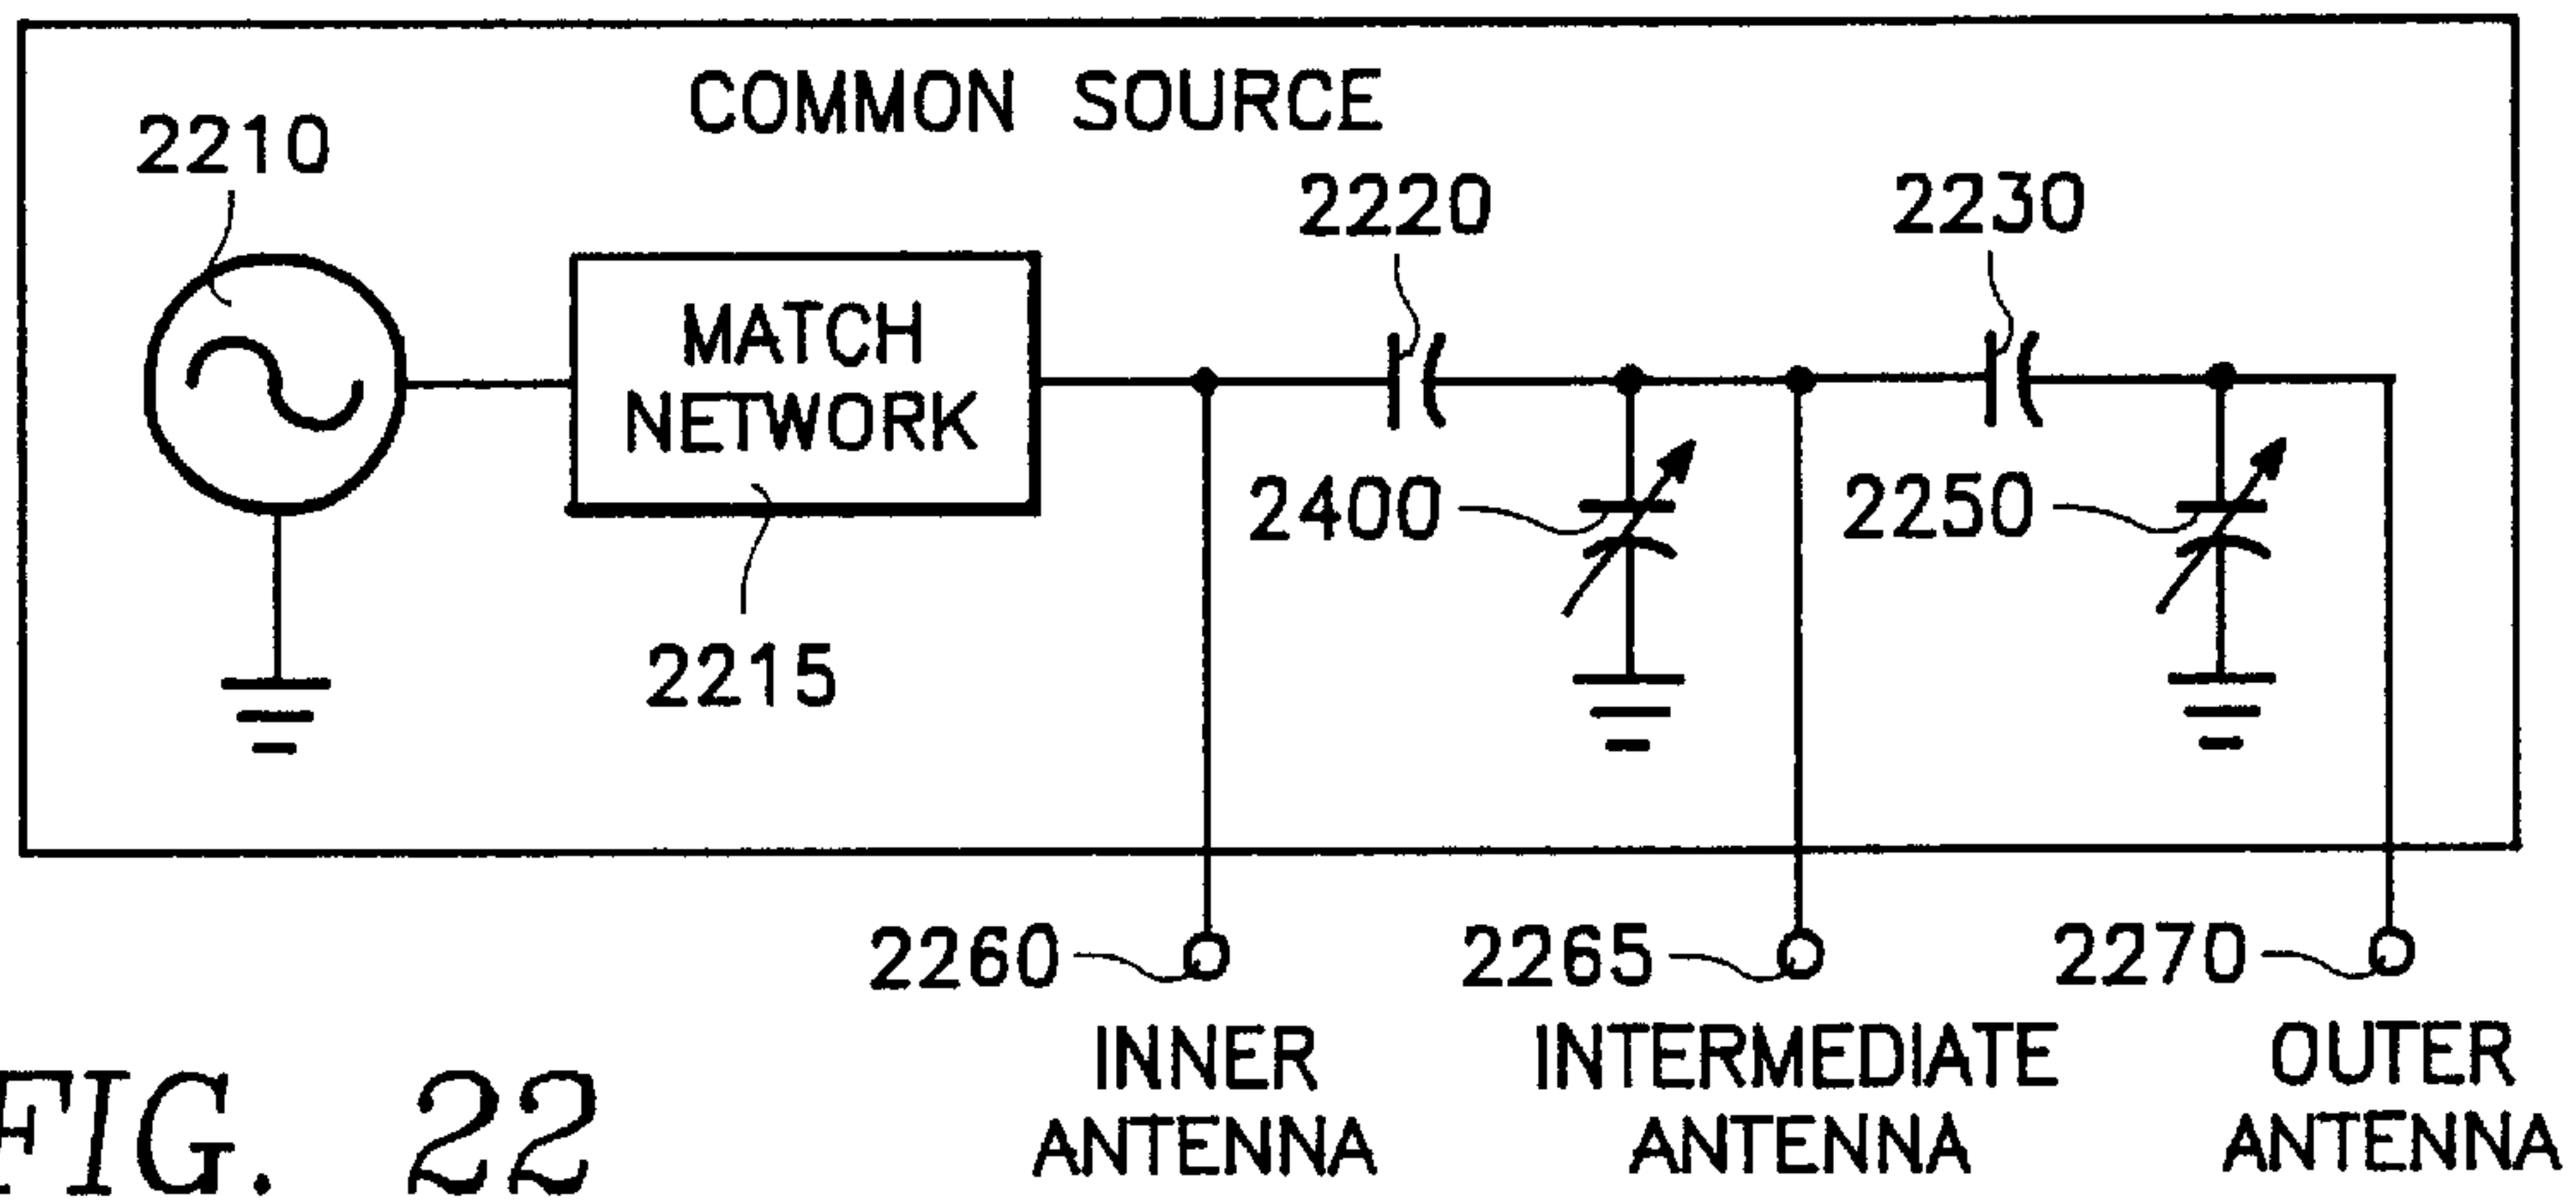 COMMON SOURCE
2210
2220
2230
MATCH
NETWORK
2400
2250
2215
2260
2265
2270
INNER
ANTENNA
INTERMEDIATE
ANTENNA
OUTER
ANTENNA
FIG. 22